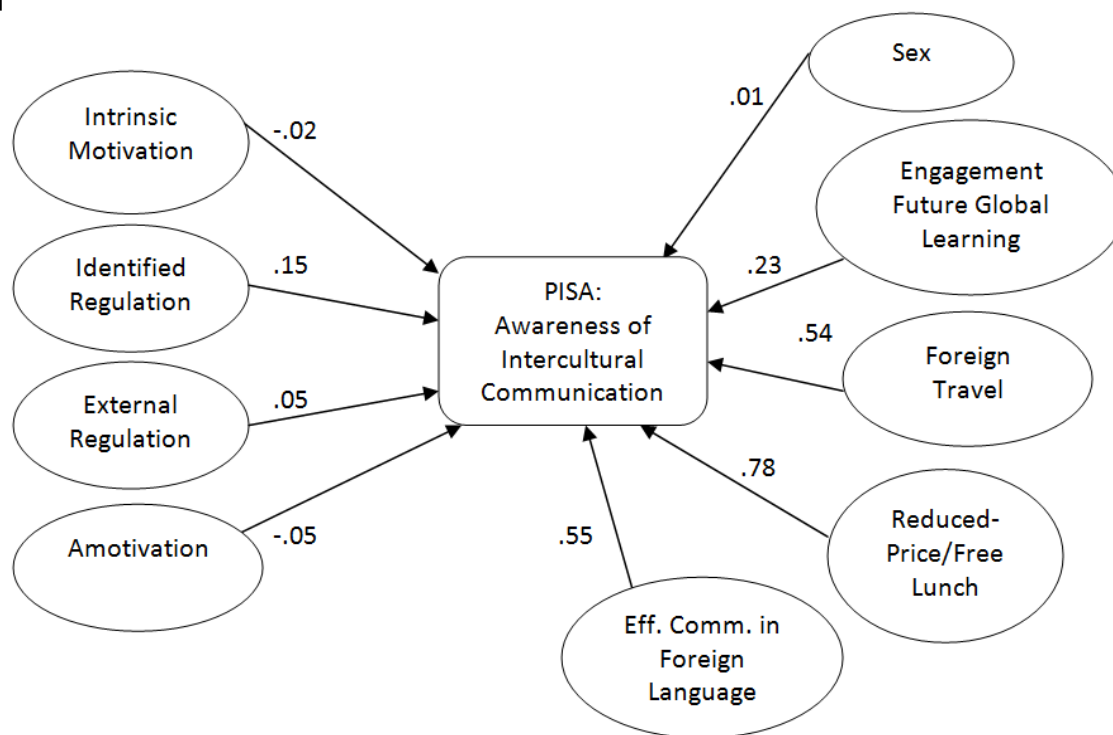 Sex
.01
Intrinsic
Motivation
-.02
Engagement
Future Global
Learning
.23
Identified
Regulation
.15
PISA:
Awareness of
Intercultural
Communication
.54
Foreign
Travel
External
Regulation
.05
.78
Reduced-
Price/Free
Lunch
Amotivation
-.05
.55
Eff. Comm. in
Foreign
Language